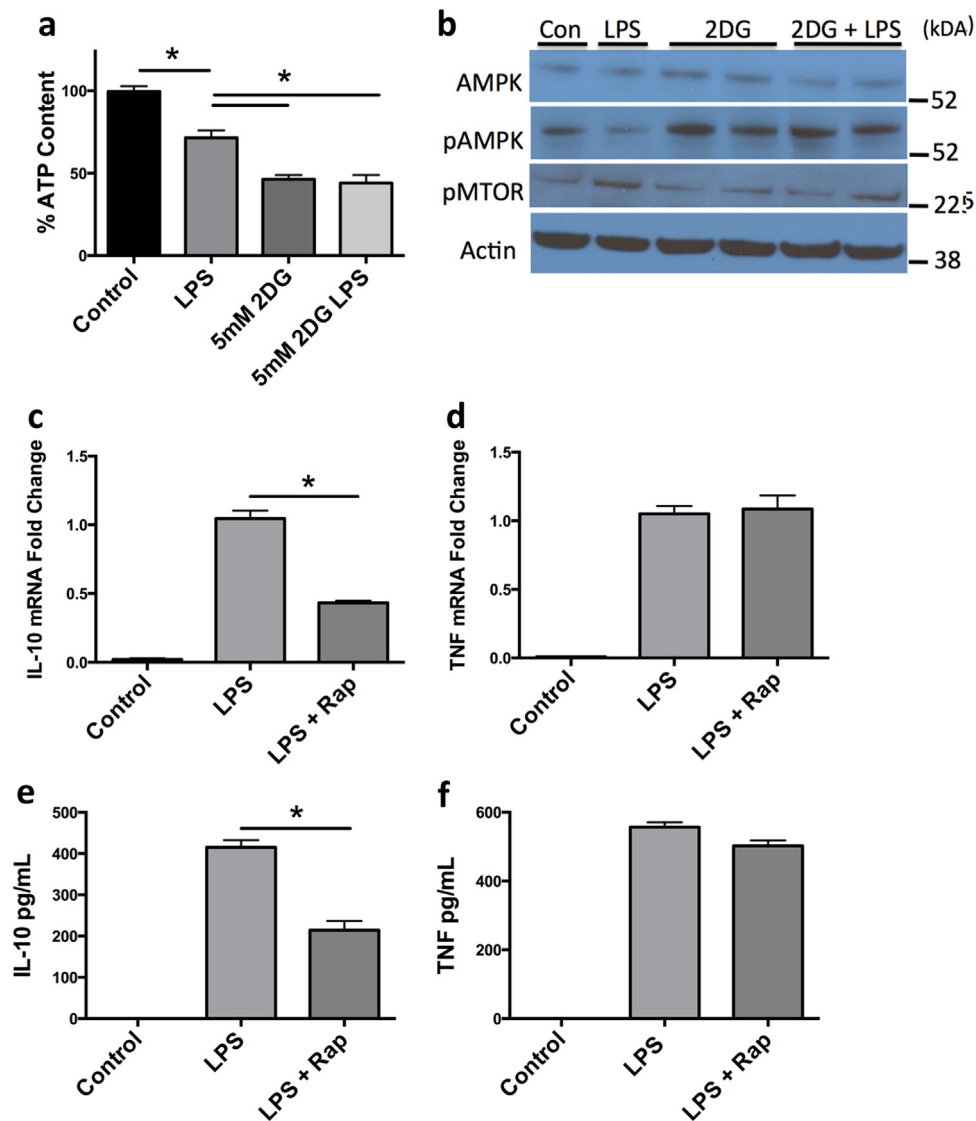 a
*
*
100
50
0
% ATP Content
Control
LPS
5mM 2DG
5mM 2DG LPS
b
Con LPS 2DG 2DG + LPS (kDA)
AMPK
52
pAMPK
52
pMTOR
225
Actin
38
c
*
1.5
1.0
0.5
0.0
IL-10 mRNA Fold Change
Control
LPS
LPS + Rap
d
1.5
1.0
0.5
0.0
TNF mRNA Fold Change
Control
LPS
LPS + Rap
e
*
500
400
300
200
100
0
IL-10 pg/mL
Control
LPS
LPS + Rap
f
600
400
200
0
TNF pg/mL
Control
LPS
LPS + Rap